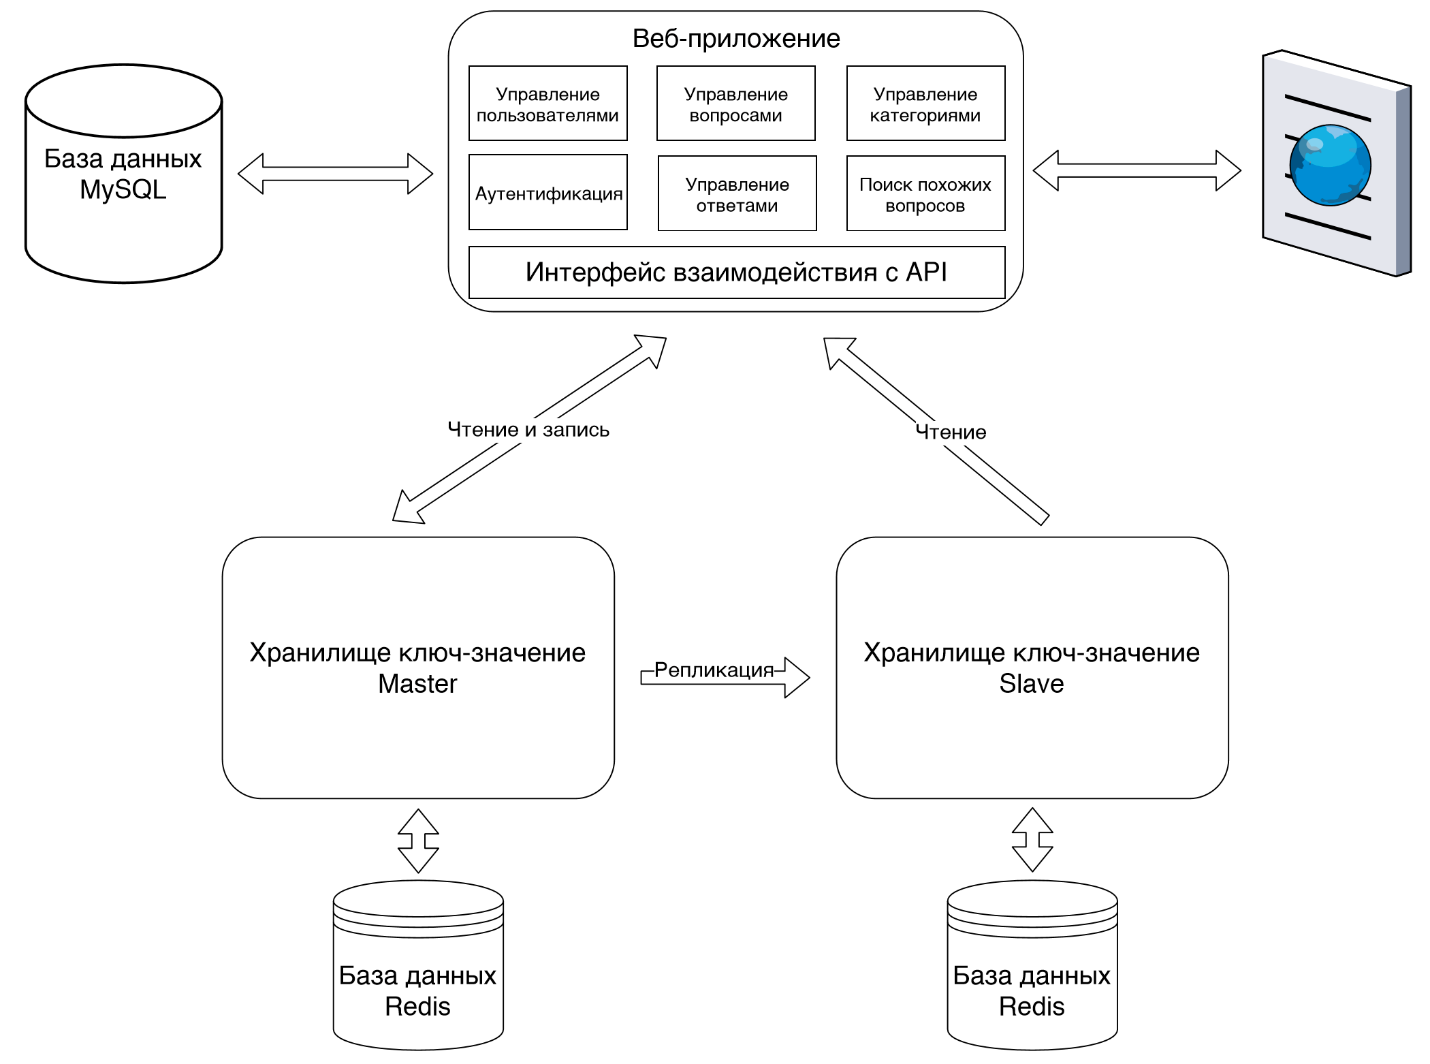 Веб-приложение
Управление
пользователями
Управление
вопросами
Управление
категориями
База данных
MySQL
Аутентификация
Управление
ответами
Поиск похожих
вопросов
Интерфейс взаимодействия с API
Чтение и запись
Чтение
Хранилище ключ-значение
Master
Репликация
Хранилище ключ-значение
Slave
База данных
Redis
База данных
Redis